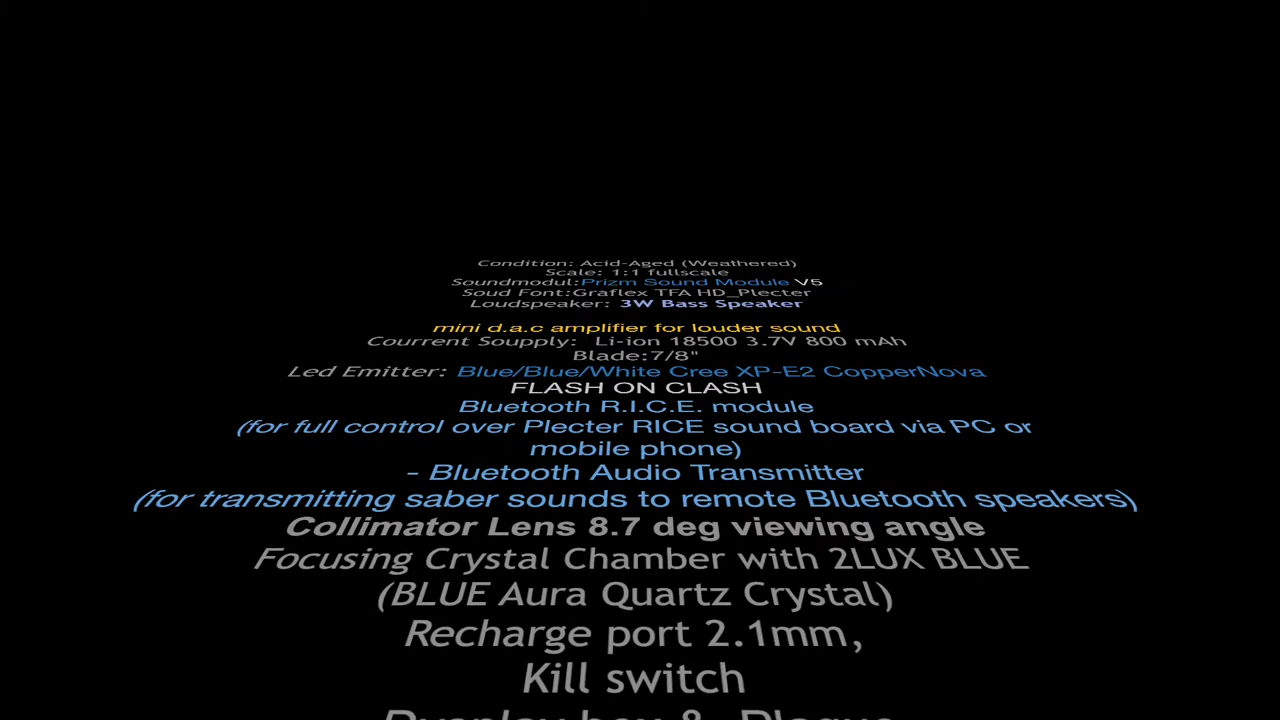 Condition: Acid-Aged (Weathered)
Scale: 1:1 fullscale
Soundmodul:Prizm Sound Module V5
Soud Font:Graflex TFA HD_Plecter
Loudspeaker: 3W Bass Speaker
mini d.a.c amplifier for louder sound
Courrent Soupply: Li-ion 18500 3.7V 800 mAh
Blade:7/8"
Led Emitter: Blue/Blue/White Cree XP-E2 CopperNova
FLASH ON CLASH
Bluetooth R.I.C.E. module
(for full control over Plecter RICE sound board via PC or
mobile phone)
- Bluetooth Audio Transmitter
(for transmitting saber sounds to remote Bluetooth speakers)
Collimator Lens 8.7 deg viewing angle
Focusing Crystal Chamber with 2LUX BLUE
(BLUE Aura Quartz Crystal)
Recharge port 2.1mm,
Kill switch
box & Plaque